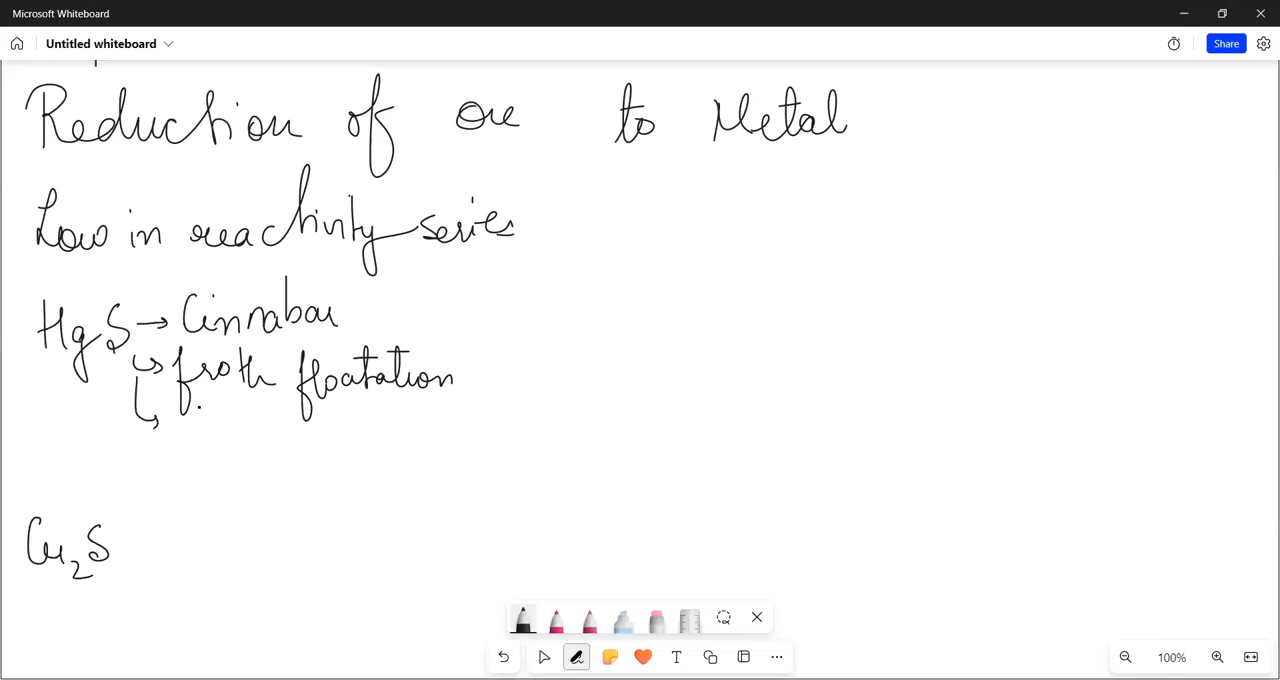 Microsoft Whiteboard
Untitled whiteboard
Share
Reduction of ore to Metal
Low in reactivity series
HgS → Cinnabar
↳ froth floatation
↳
Cu₂S
T
100%